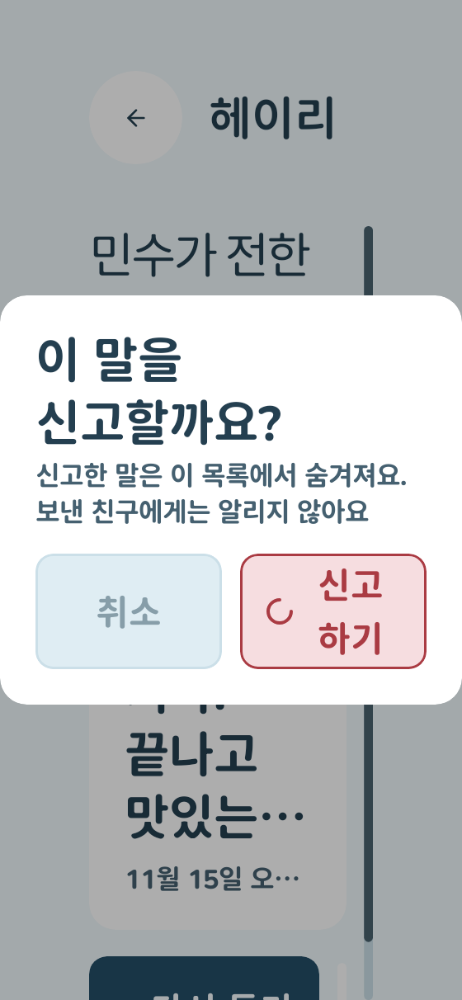 헤이리
민수가 전한
이 말을
신고할까요?
신고한 말은 이 목록에서 숨겨져요.
보낸 친구에게는 알리지 않아요
취소
신고
하기
끝나고
맛있는…
11월 15일 오…